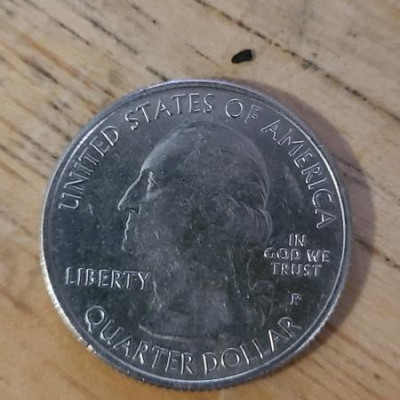 UNITED STATES OF AMERICA
LIBERTY
IN
GOD WE
TRUST
P
QUARTER DOLLAR